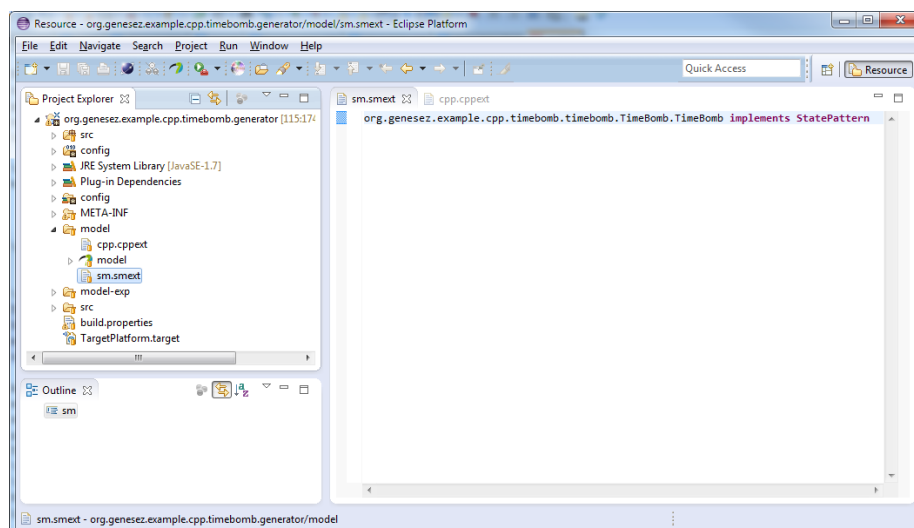 Resource - org.genesez.example.cpp.timebomb.generator/model/sm.smext - Eclipse Platform
File Edit Navigate Search Project Run Window Help
Quick Access
Resource
Project Explorer
org.genesez.example.cpp.timebomb.generator [115:174
src
config
JRE System Library [JavaSE-1.7]
Plug-in Dependencies
config
META-INF
model
cpp.cppext
model
sm.smext
model-exp
src
build.properties
TargetPlatform.target
Outline
sm
sm.smext
cpp.cppext
org.genesez.example.cpp.timebomb.timebomb.TimeBomb.TimeBomb implements StatePattern
sm.smext - org.genesez.example.cpp.timebomb.generator/model